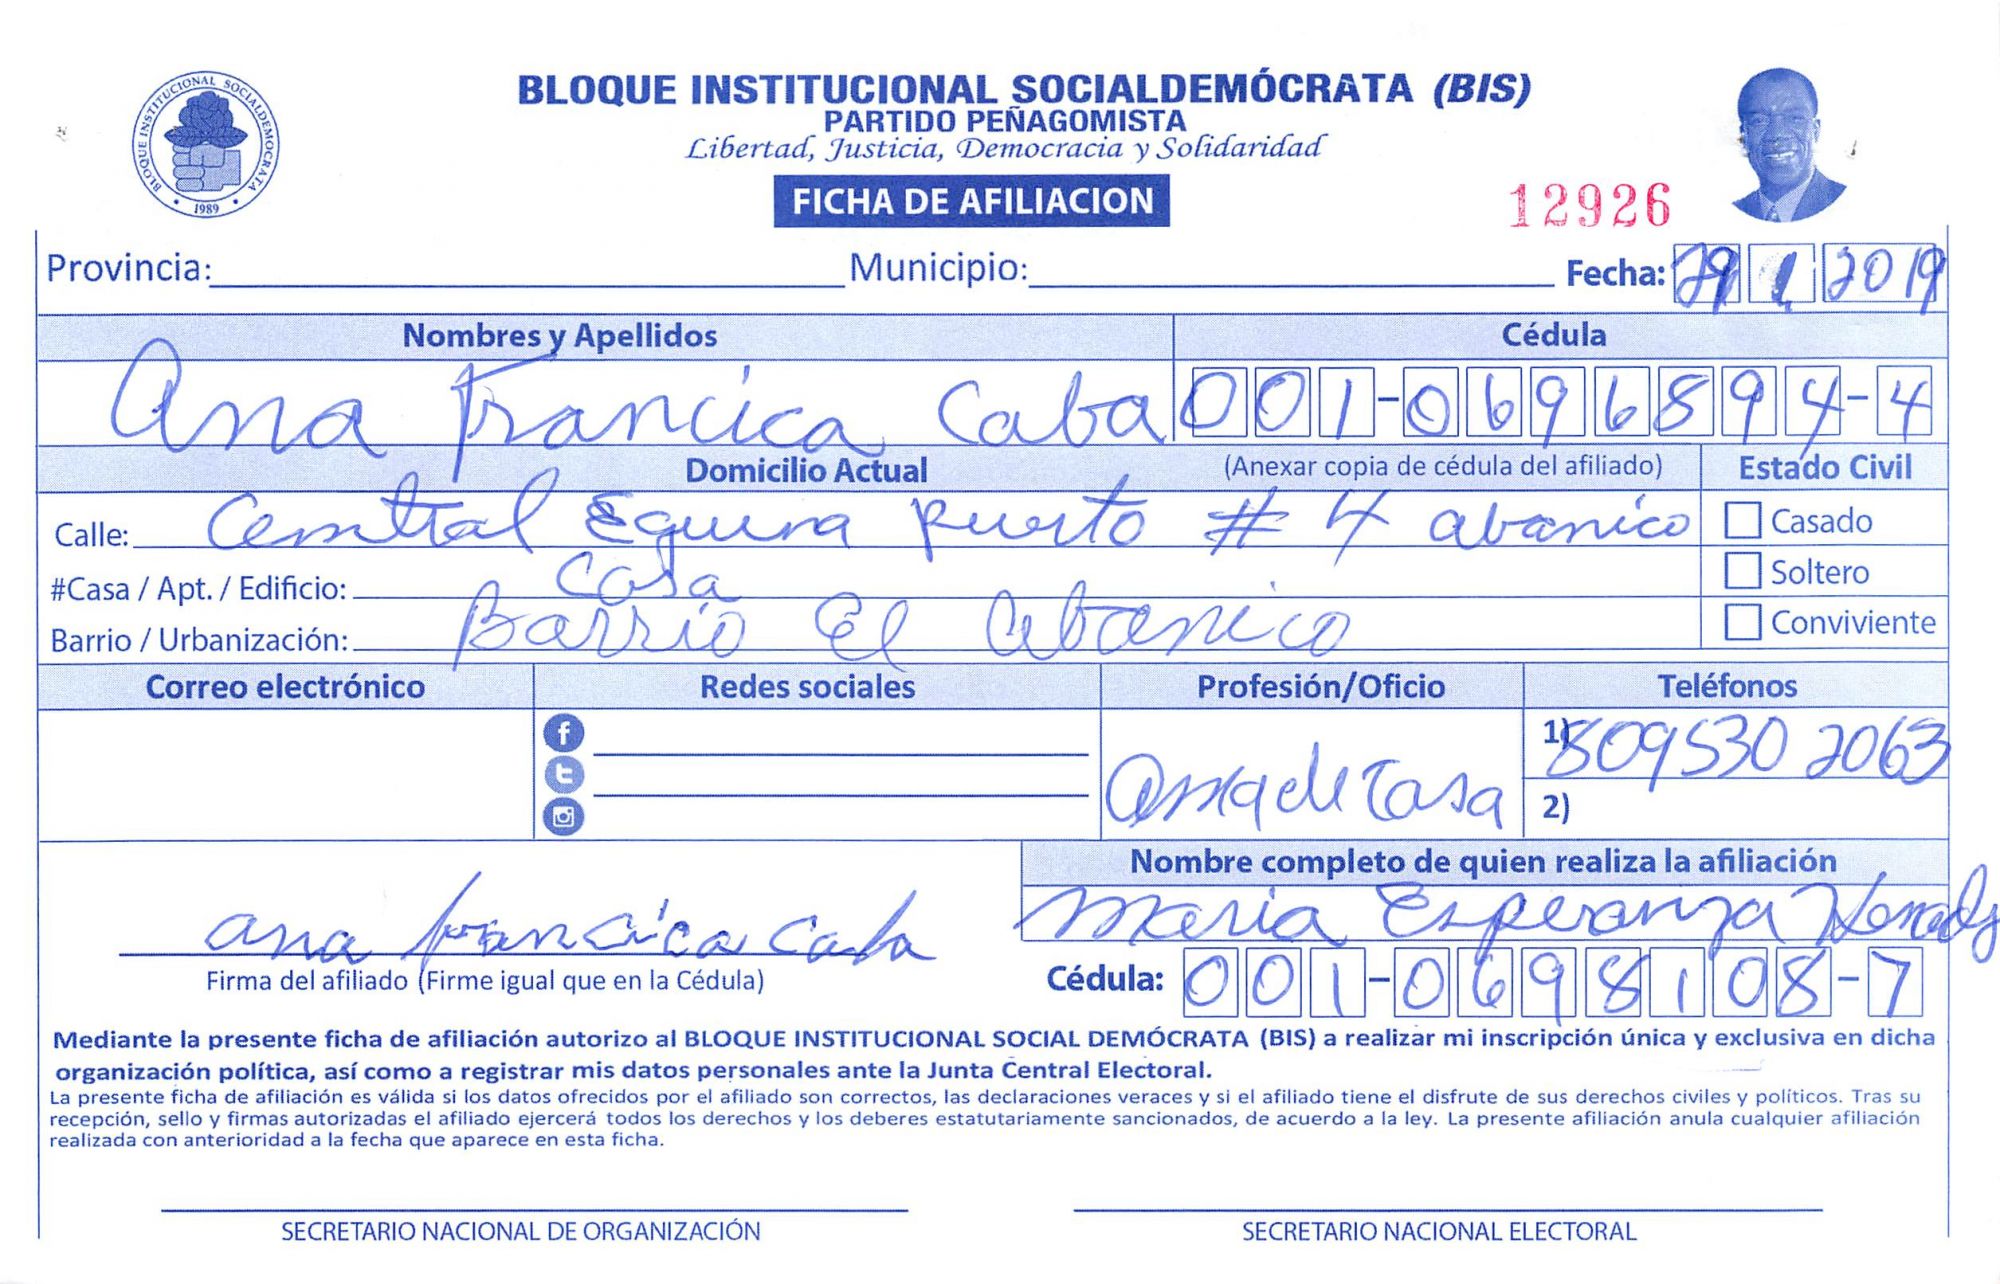 BLOQUE INSTITUCIONAL SOCIALDEMÓCRATA (BIS)
PARTIDO PEÑAGOMISTA
Libertad, Justicia, Democracia y Solidaridad
BLOQUE INSTITUCIONAL SOCIALDEMOCRATA
1989
FICHA DE AFILIACION
12926
Provincia: Municipio: Fecha: 29 1 2019
Nombres y Apellidos Cédula
Ana Francica Caba 001-0696894-4
Domicilio Actual (Anexar copia de cédula del afiliado) Estado Civil
Calle: Central Equina puerto # 4 abanico Casado
#Casa / Apt. / Edificio: Casa Soltero
Barrio / Urbanización: Barrio El abanico Conviviente
Correo electrónico Redes sociales Profesión/Oficio Teléfonos
1) 809 530 2063
ama de Casa
2)
Nombre completo de quien realiza la afiliación
ana francica caba Maria Esperanza
Firma del afiliado (Firme igual que en la Cédula) Cédula: 001-0698108-7
Mediante la presente ficha de afiliación autorizo al BLOQUE INSTITUCIONAL SOCIAL DEMÓCRATA (BIS) a realizar mi inscripción única y exclusiva en dicha
organización política, así como a registrar mis datos personales ante la Junta Central Electoral.
La presente ficha de afiliación es válida si los datos ofrecidos por el afiliado son correctos, las declaraciones veraces y si el afiliado tiene el disfrute de sus derechos civiles y políticos. Tras su
recepción, sello y firmas autorizadas el afiliado ejercerá todos los derechos y los deberes estatutariamente sancionados, de acuerdo a la ley. La presente afiliación anula cualquier afiliación
realizada con anterioridad a la fecha que aparece en esta ficha.
SECRETARIO NACIONAL DE ORGANIZACIÓN SECRETARIO NACIONAL ELECTORAL